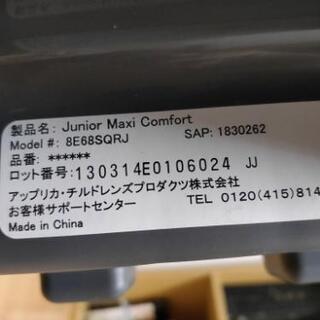 製品名: Junior Maxi Comfort
Model #: 8E68SQRJ SAP: 1830262
品番: ******
ロット番号:130314E0106024 JJ
アップリカ・チルドレンズプロダクツ株式会社
お客様サポートセンター TEL 0120(415)814
Made in China